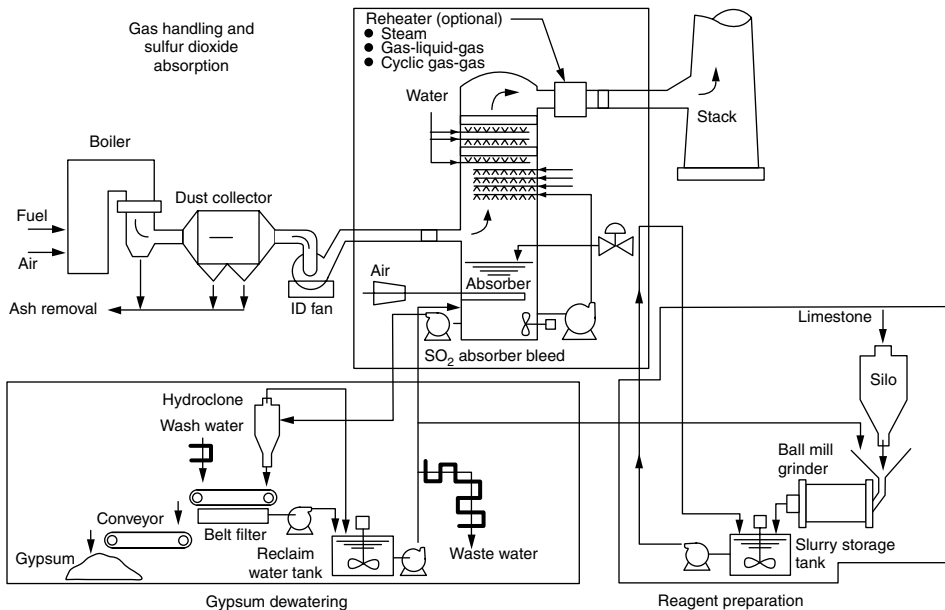 Gas handling and
sulfur dioxide
absorption
Reheater (optional)
● Steam
● Gas-liquid-gas
● Cyclic gas-gas
Water
Stack
Boiler
Dust collector
Fuel
Air
Ash removal
ID fan
Air
Absorber
SO₂ absorber bleed
Limestone
Silo
Hydroclone
Wash water
Ball mill
grinder
Conveyor
Belt filter
Gypsum
Reclaim
water tank
Waste water
Slurry storage
tank
Gypsum dewatering
Reagent preparation